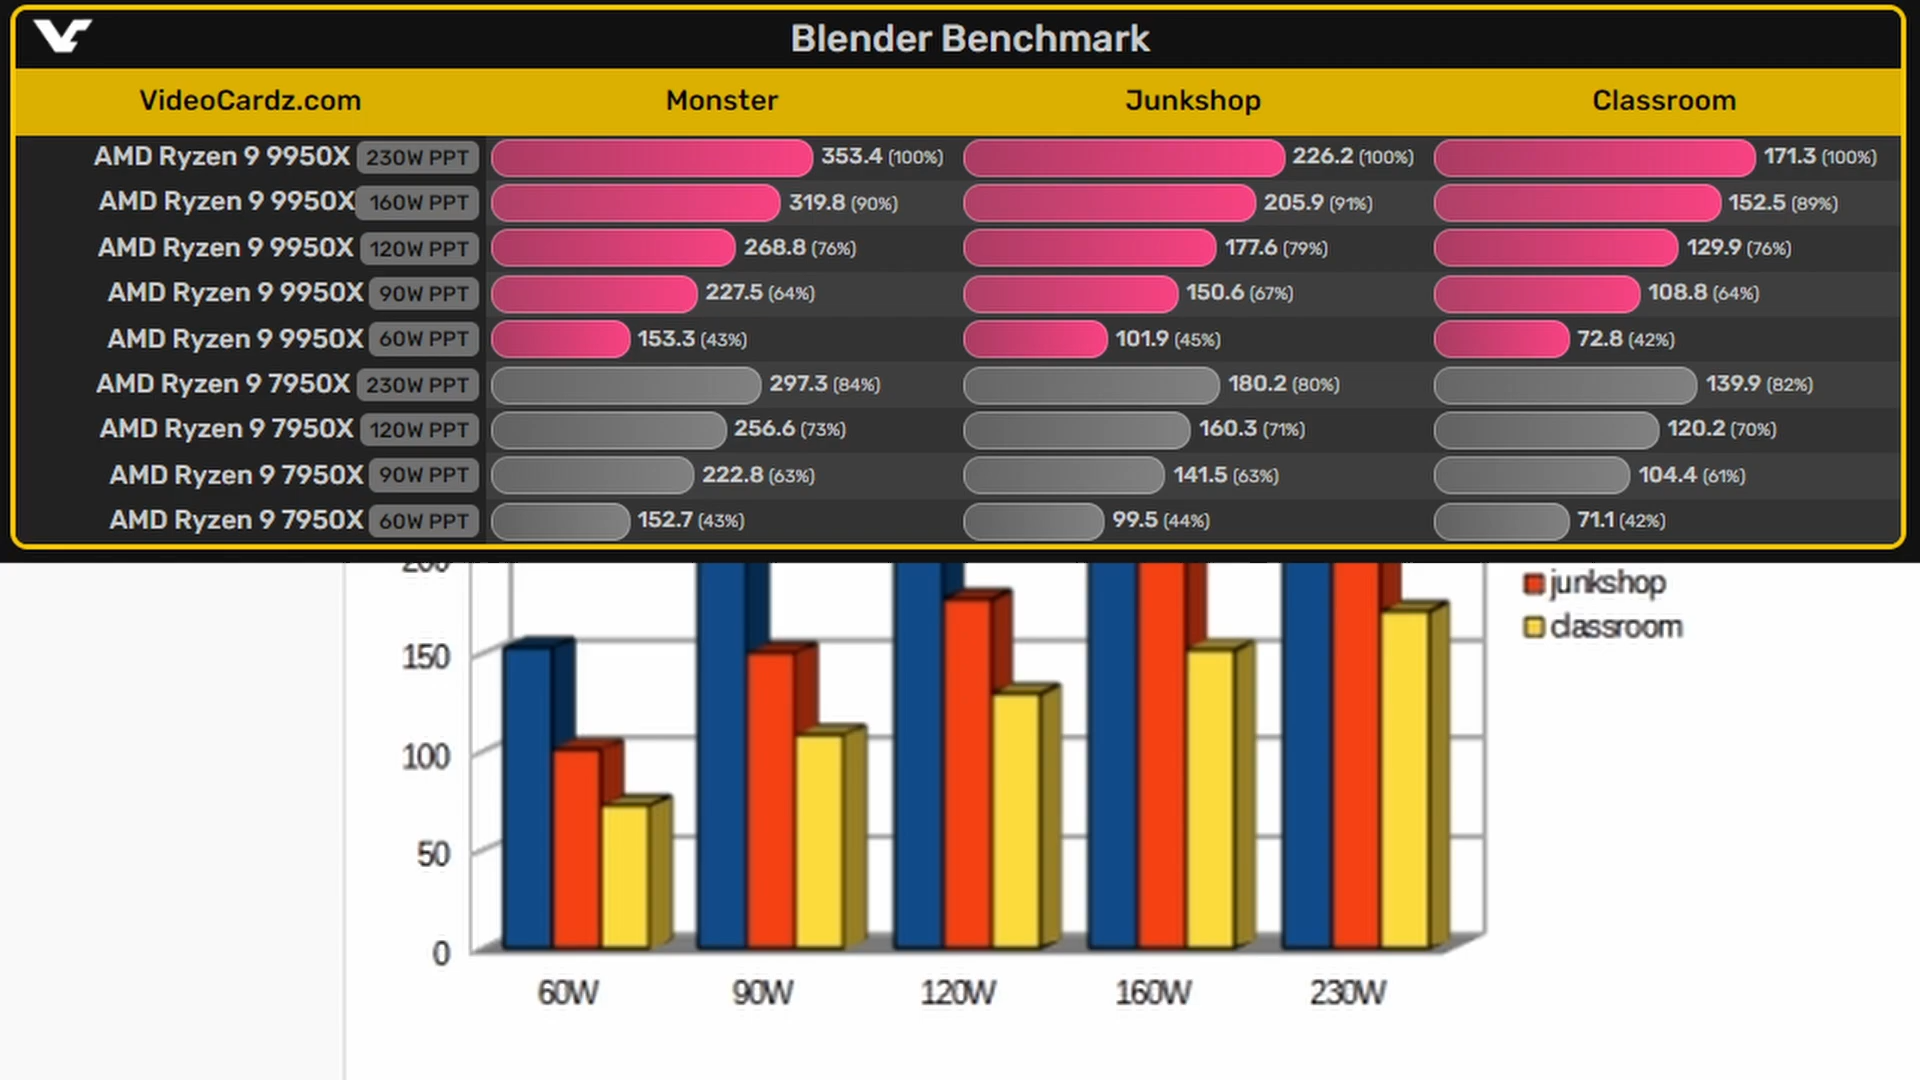 Blender Benchmark
VideoCardz.com Monster Junkshop Classroom
AMD Ryzen 9 9950X 230W PPT 353.4 (100%) 226.2 (100%) 171.3 (100%)
AMD Ryzen 9 9950X 160W PPT 319.8 (90%) 205.9 (91%) 152.5 (89%)
AMD Ryzen 9 9950X 120W PPT 268.8 (76%) 177.6 (79%) 129.9 (76%)
AMD Ryzen 9 9950X 90W PPT 227.5 (64%) 150.6 (67%) 108.8 (64%)
AMD Ryzen 9 9950X 60W PPT 153.3 (43%) 101.9 (45%) 72.8 (42%)
AMD Ryzen 9 7950X 230W PPT 297.3 (84%) 180.2 (80%) 139.9 (82%)
AMD Ryzen 9 7950X 120W PPT 256.6 (73%) 160.3 (71%) 120.2 (70%)
AMD Ryzen 9 7950X 90W PPT 222.8 (63%) 141.5 (63%) 104.4 (61%)
AMD Ryzen 9 7950X 60W PPT 152.7 (43%) 99.5 (44%) 71.1 (42%)
200
junkshop
classroom
150
100
50
0
60W 90W 120W 160W 230W